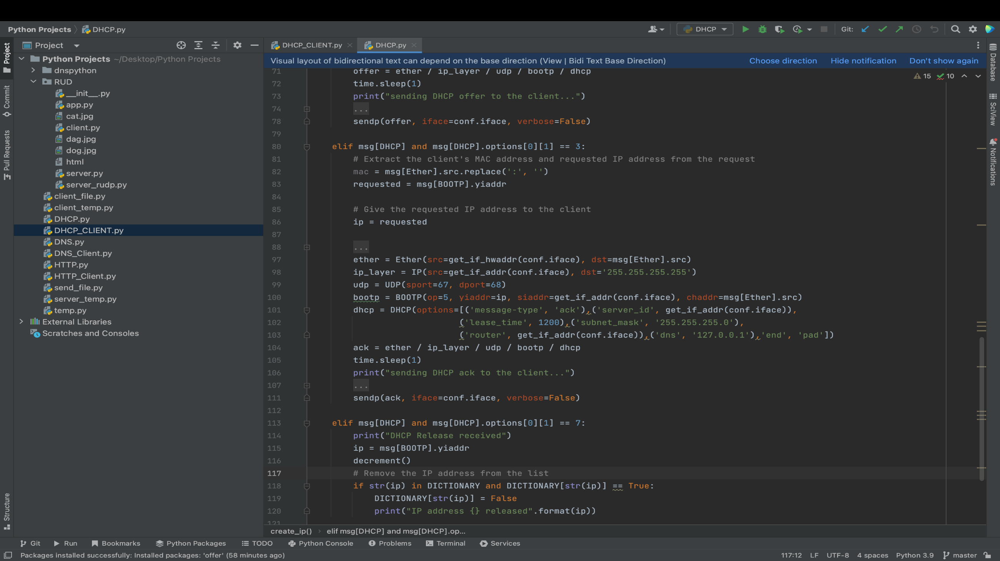 Python Projects DHCP.py
DHCP Git:
Project
DHCP_CLIENT.py DHCP.py
Python Projects ~/Desktop/Python Projects
dnspython
RUD
__init__.py
app.py
cat.jpg
client.py
dag.jpg
dog.jpg
html
server.py
server_rudp.py
client_file.py
client_temp.py
DHCP.py
DHCP_CLIENT.py
DNS.py
DNS_Client.py
HTTP.py
HTTP_Client.py
send_file.py
server_temp.py
temp.py
External Libraries
Scratches and Consoles
Project
Commit
Pull Requests
Structure
Visual layout of bidirectional text can depend on the base direction (View | Bidi Text Base Direction) Choose direction Hide notification Don't show again
15 10
71 offer = ether / ip_layer / udp / bootp / dhcp
72 time.sleep(1)
73 print("sending DHCP offer to the client...")
74 ...
78 sendp(offer, iface=conf.iface, verbose=False)
79
80 elif msg[DHCP] and msg[DHCP].options[0][1] == 3:
81 # Extract the client's MAC address and requested IP address from the request
82 mac = msg[Ether].src.replace(':', '')
83 requested = msg[BOOTP].yiaddr
84
85 # Give the requested IP address to the client
86 ip = requested
87
88 ...
97 ether = Ether(src=get_if_hwaddr(conf.iface), dst=msg[Ether].src)
98 ip_layer = IP(src=get_if_addr(conf.iface), dst='255.255.255.255')
99 udp = UDP(sport=67, dport=68)
100 bootp = BOOTP(op=5, yiaddr=ip, siaddr=get_if_addr(conf.iface), chaddr=msg[Ether].src)
101 dhcp = DHCP(options=[('message-type', 'ack'),('server_id', get_if_addr(conf.iface)),
102 ('lease_time', 1200),('subnet_mask', '255.255.255.0'),
103 ('router', get_if_addr(conf.iface)),('dns', '127.0.0.1'),'end', 'pad'])
104 ack = ether / ip_layer / udp / bootp / dhcp
105 time.sleep(1)
106 print("sending DHCP ack to the client...")
107 ...
111 sendp(ack, iface=conf.iface, verbose=False)
112
113 elif msg[DHCP] and msg[DHCP].options[0][1] == 7:
114 print("DHCP Release received")
115 ip = msg[BOOTP].yiaddr
116 decrement()
117 # Remove the IP address from the list
118 if str(ip) in DICTIONARY and DICTIONARY[str(ip)] == True:
119 DICTIONARY[str(ip)] = False
120 print("IP address {} released".format(ip))
121
create_ip() elif msg[DHCP] and msg[DHCP].op...
Database
SciView
Notifications
Git Run Bookmarks Python Packages TODO Python Console Problems Terminal Services
Packages installed successfully: Installed packages: 'offer' (58 minutes ago) 117:12 LF UTF-8 4 spaces Python 3.9 master